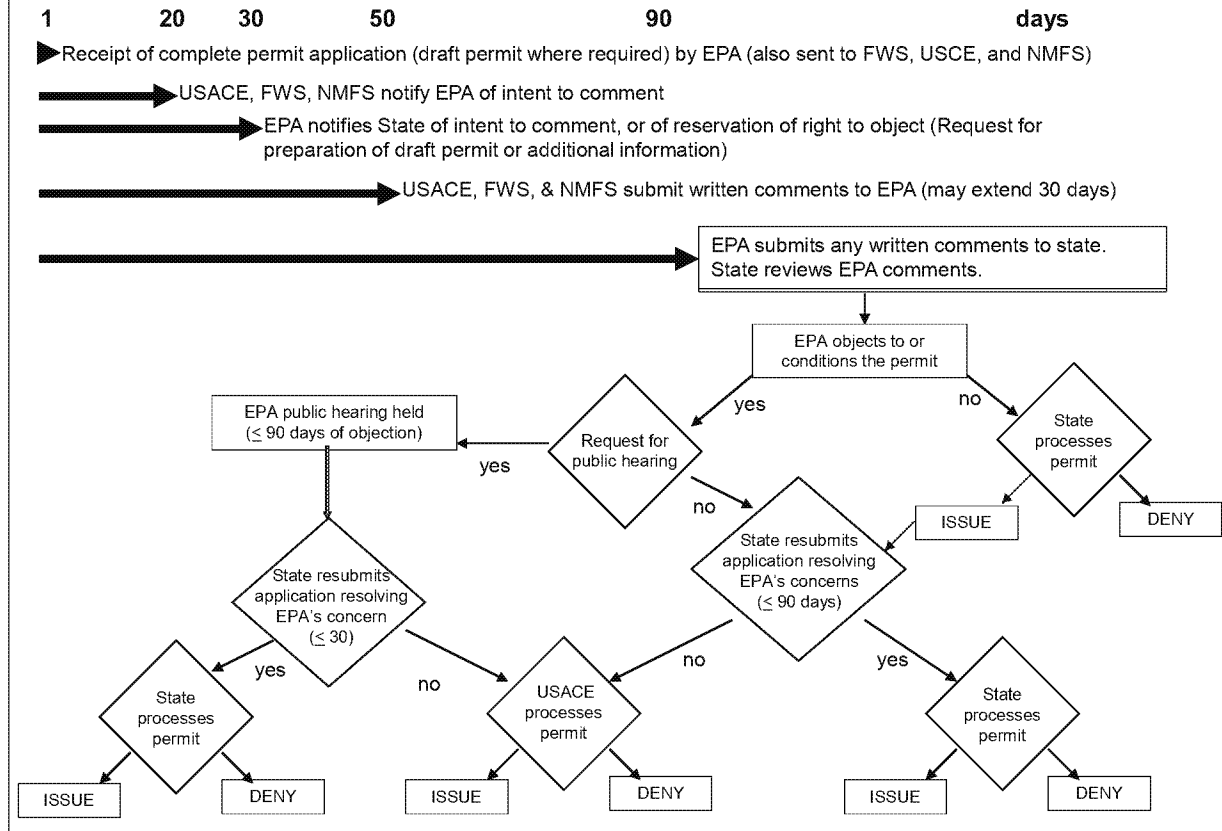 1 20 30 50 90 days
Receipt of complete permit application (draft permit where required) by EPA (also sent to FWS, USCE, and NMFS)
USACE, FWS, NMFS notify EPA of intent to comment
EPA notifies State of intent to comment, or of reservation of right to object (Request for
preparation of draft permit or additional information)
USACE, FWS, & NMFS submit written comments to EPA (may extend 30 days)
EPA submits any written comments to state.
State reviews EPA comments.
EPA objects to or
conditions the permit
yes
no
EPA public hearing held
(≤ 90 days of objection)
yes
Request for
public hearing
no
State
processes
permit
ISSUE
DENY
State resubmits
application resolving
EPA's concern
(≤ 30)
yes
no
State resubmits
application resolving
EPA's concerns
(≤ 90 days)
no
yes
State
processes
permit
ISSUE
DENY
USACE
processes
permit
ISSUE
DENY
State
processes
permit
ISSUE
DENY